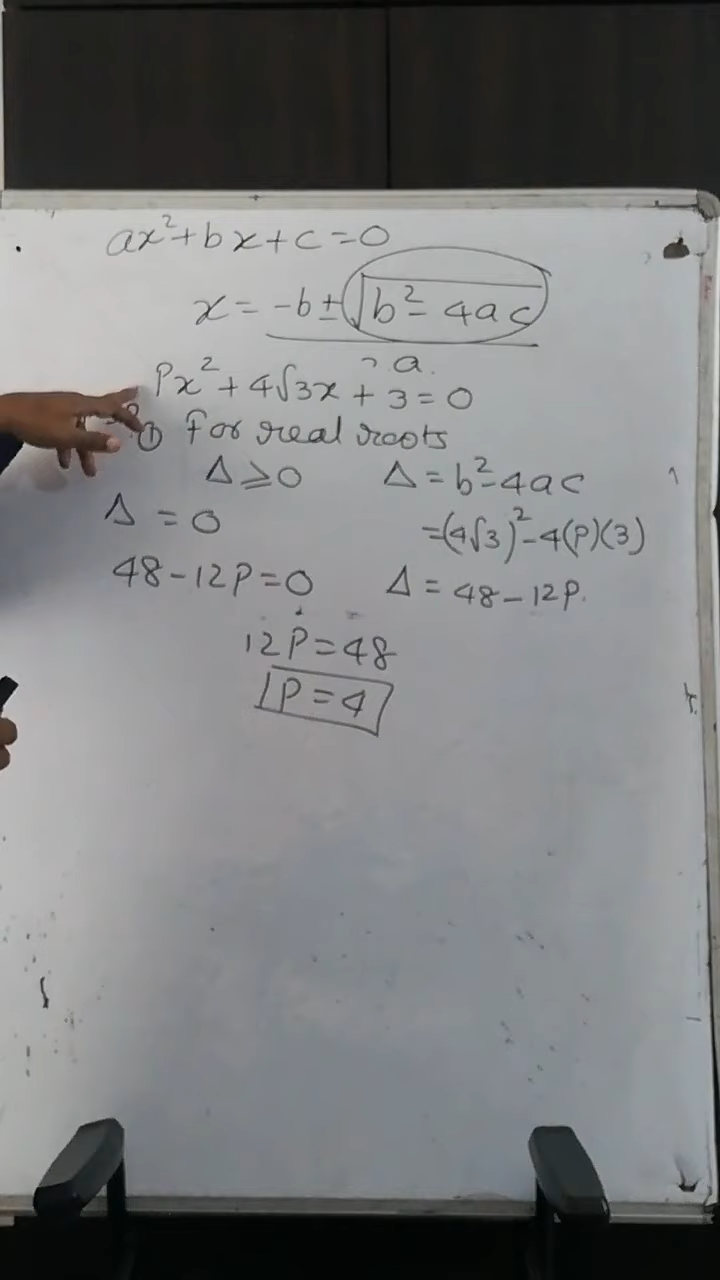 ax²+bx+c=0
x = -b ± √b²-4ac
a.
Px² + 4√3x + 3 = 0
① For real roots
Δ ≥ 0 Δ = b²-4ac
Δ = 0 =(4√3)²-4(P)(3)
48-12P=0 Δ = 48-12P.
12P=48
P=4